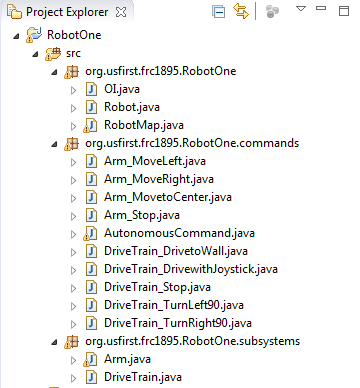 Project Explorer
RobotOne
src
org.usfirst.frc1895.RobotOne
OI.java
Robot.java
RobotMap.java
org.usfirst.frc1895.RobotOne.commands
Arm_MoveLeft.java
Arm_MoveRight.java
Arm_MovetoCenter.java
Arm_Stop.java
AutonomousCommand.java
DriveTrain_DrivetoWall.java
DriveTrain_DrivewithJoystick.java
DriveTrain_Stop.java
DriveTrain_TurnLeft90.java
DriveTrain_TurnRight90.java
org.usfirst.frc1895.RobotOne.subsystems
Arm.java
DriveTrain.java